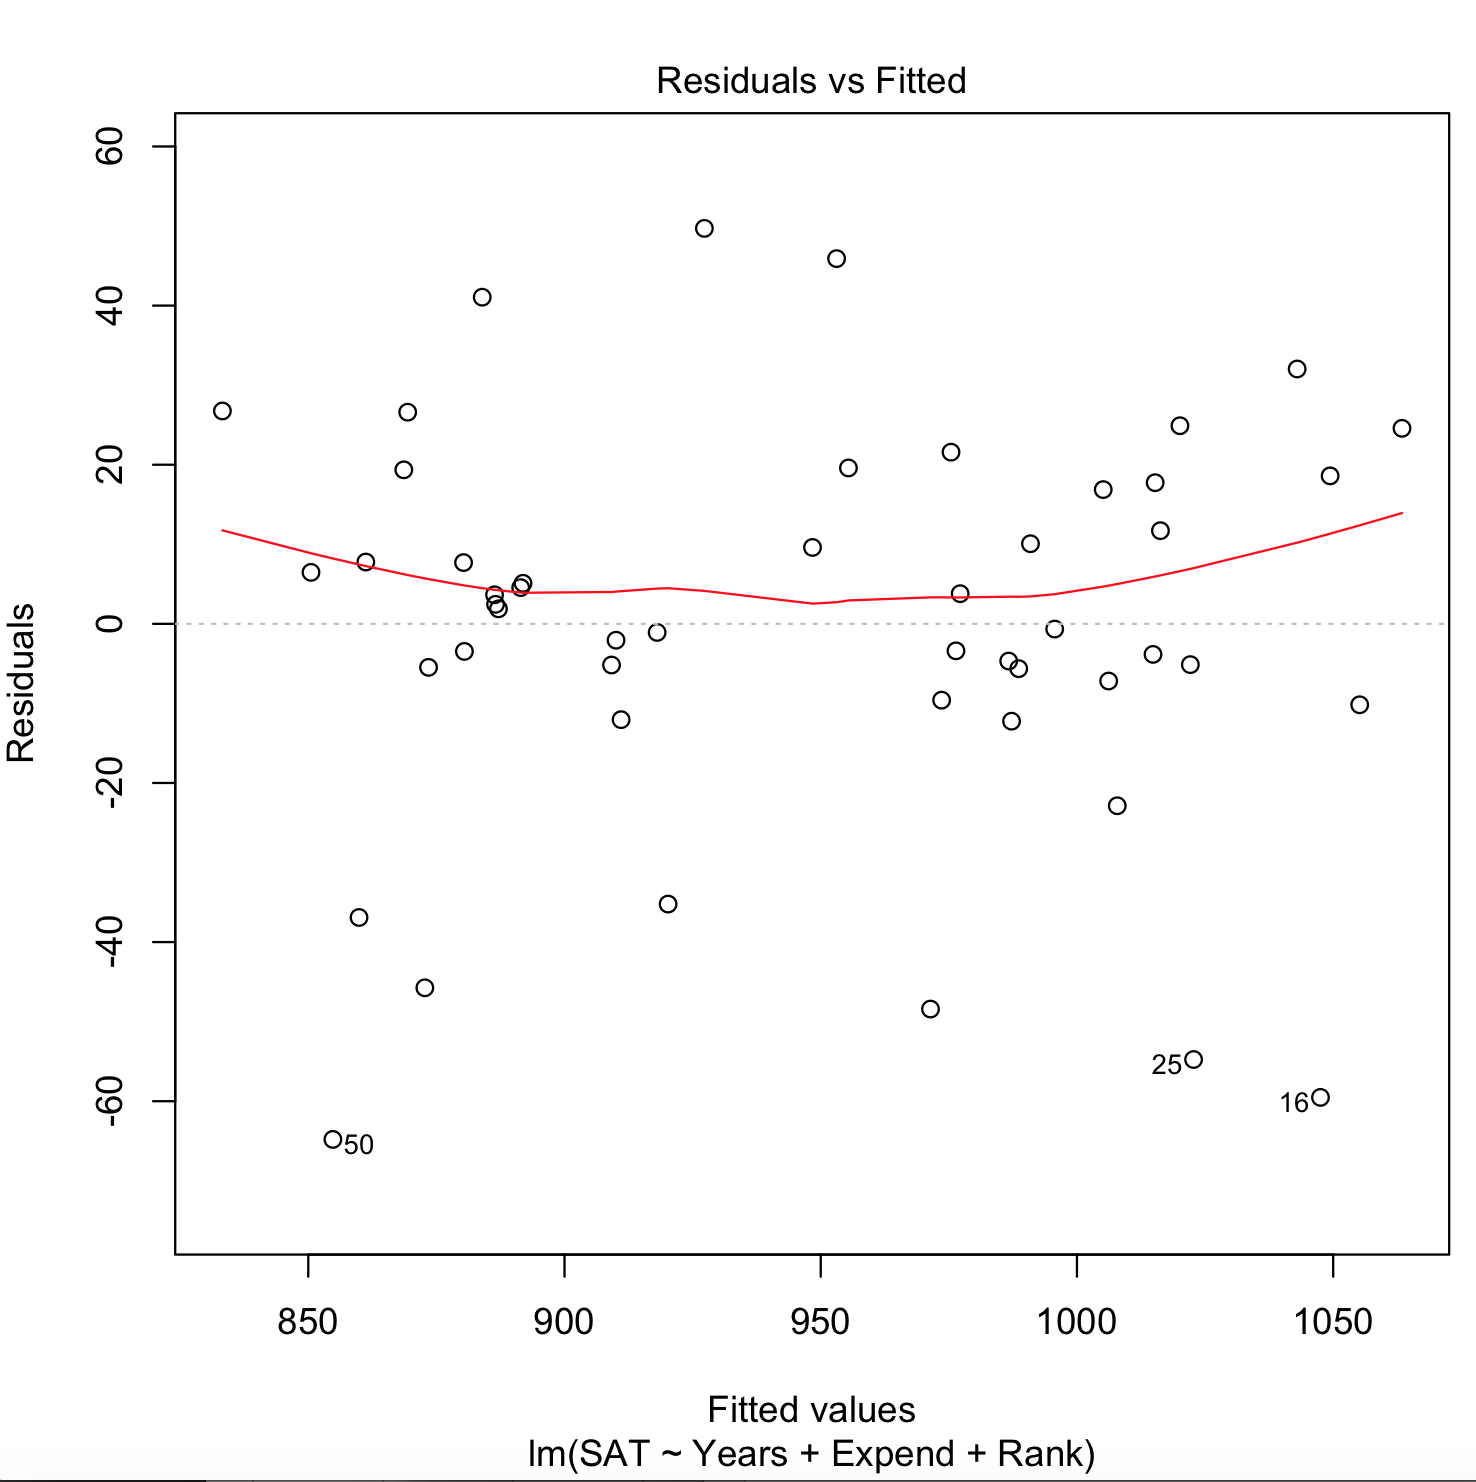 Residuals vs Fitted
Residuals
60
40
20
0
-20
-40
-60
25
16
50
850 900 950 1000 1050
Fitted values
lm(SAT ~ Years + Expend + Rank)